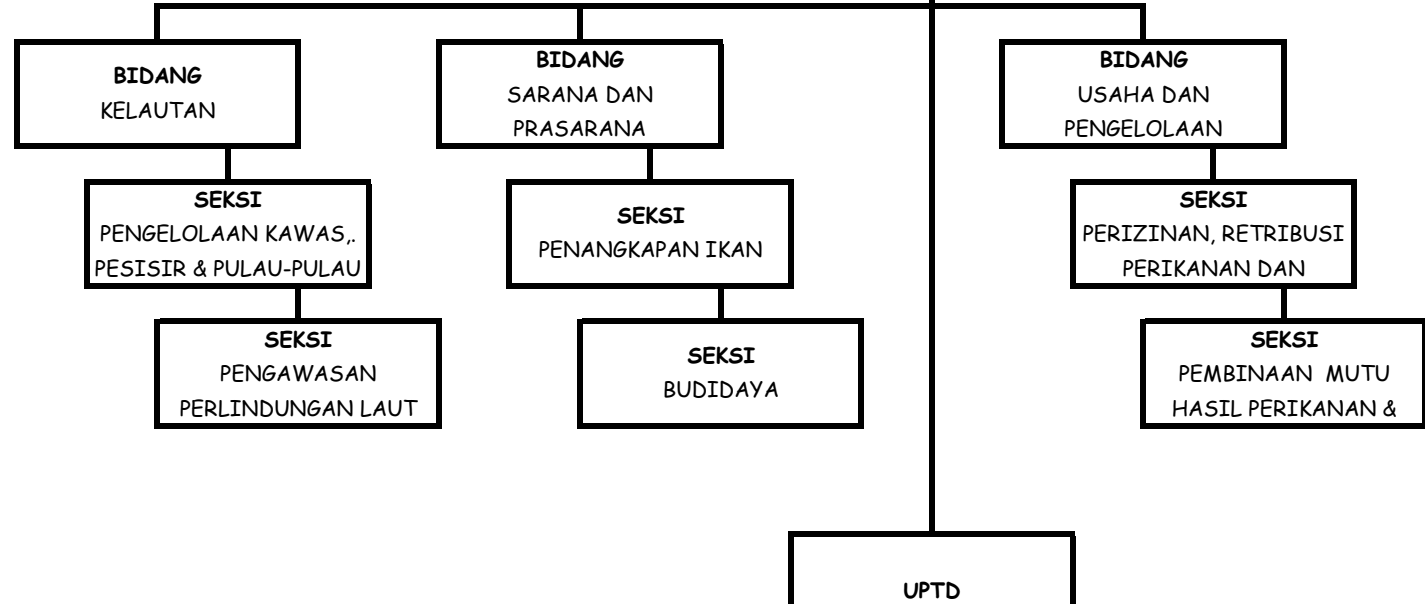 BIDANG
KELAUTAN
BIDANG
SARANA DAN
PRASARANA
BIDANG
USAHA DAN
PENGELOLAAN
SEKSI
PENGELOLAAN KAWAS,.
PESISIR & PULAU-PULAU
SEKSI
PENANGKAPAN IKAN
SEKSI
PERIZINAN, RETRIBUSI
PERIKANAN DAN
SEKSI
PENGAWASAN
PERLINDUNGAN LAUT
SEKSI
BUDIDAYA
SEKSI
PEMBINAAN MUTU
HASIL PERIKANAN &
UPTD